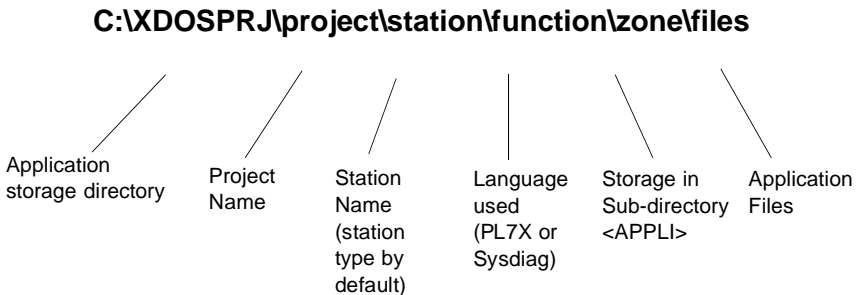 C:\XDOSPRJ\project\station\function\zone\files
Application
storage directory
Project
Name
Station
Name
(station
type by
default)
Language
used
(PL7X or
Sysdiag)
Storage in
Sub-directory
<APPLI>
Application
Files